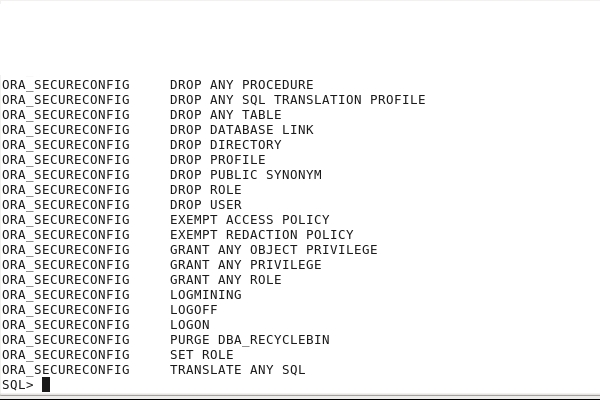 ORA_SECURECONFIG     DROP ANY PROCEDURE
ORA_SECURECONFIG     DROP ANY SQL TRANSLATION PROFILE
ORA_SECURECONFIG     DROP ANY TABLE
ORA_SECURECONFIG     DROP DATABASE LINK
ORA_SECURECONFIG     DROP DIRECTORY
ORA_SECURECONFIG     DROP PROFILE
ORA_SECURECONFIG     DROP PUBLIC SYNONYM
ORA_SECURECONFIG     DROP ROLE
ORA_SECURECONFIG     DROP USER
ORA_SECURECONFIG     EXEMPT ACCESS POLICY
ORA_SECURECONFIG     EXEMPT REDACTION POLICY
ORA_SECURECONFIG     GRANT ANY OBJECT PRIVILEGE
ORA_SECURECONFIG     GRANT ANY PRIVILEGE
ORA_SECURECONFIG     GRANT ANY ROLE
ORA_SECURECONFIG     LOGMINING
ORA_SECURECONFIG     LOGOFF
ORA_SECURECONFIG     LOGON
ORA_SECURECONFIG     PURGE DBA_RECYCLEBIN
ORA_SECURECONFIG     SET ROLE
ORA_SECURECONFIG     TRANSLATE ANY SQL
SQL>